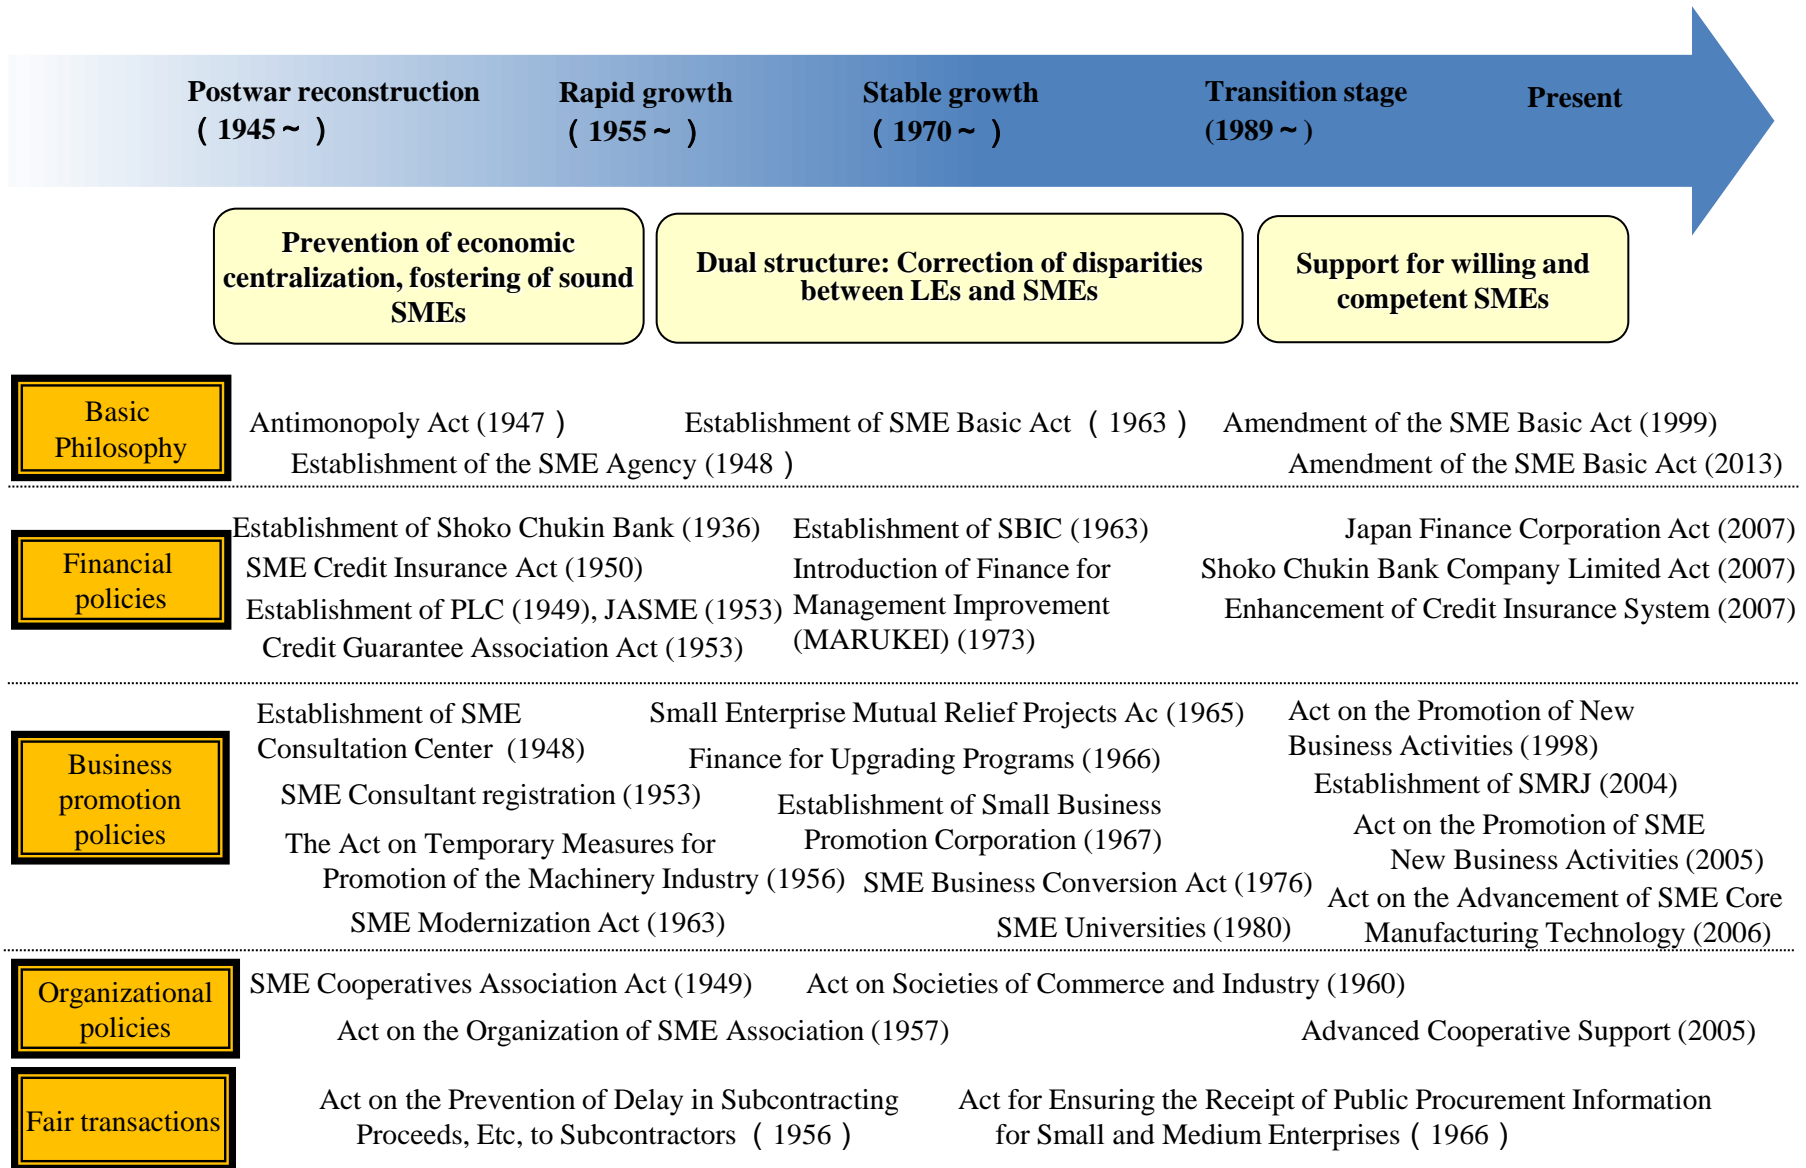 Postwar reconstruction
( 1945～ )
Rapid growth
( 1955～ )
Stable growth
( 1970～ )
Transition stage
(1989～)
Present
Prevention of economic
centralization, fostering of sound
SMEs
Dual structure: Correction of disparities
between LEs and SMEs
Support for willing and
competent SMEs
Basic
Philosophy
Antimonopoly Act (1947 )
Establishment of SME Basic Act ( 1963 )
Amendment of the SME Basic Act (1999)
Establishment of the SME Agency (1948 )
Amendment of the SME Basic Act (2013)
Financial
policies
Establishment of Shoko Chukin Bank (1936)
SME Credit Insurance Act (1950)
Establishment of PLC (1949), JASME (1953)
Credit Guarantee Association Act (1953)
Establishment of SBIC (1963)
Introduction of Finance for
Management Improvement
(MARUKEI) (1973)
Japan Finance Corporation Act (2007)
Shoko Chukin Bank Company Limited Act (2007)
Enhancement of Credit Insurance System (2007)
Business
promotion
policies
Establishment of SME
Consultation Center (1948)
SME Consultant registration (1953)
The Act on Temporary Measures for
Promotion of the Machinery Industry (1956)
SME Modernization Act (1963)
Small Enterprise Mutual Relief Projects Ac (1965)
Finance for Upgrading Programs (1966)
Establishment of Small Business
Promotion Corporation (1967)
SME Business Conversion Act (1976)
SME Universities (1980)
Act on the Promotion of New
Business Activities (1998)
Establishment of SMRJ (2004)
Act on the Promotion of SME
New Business Activities (2005)
Act on the Advancement of SME Core
Manufacturing Technology (2006)
Organizational
policies
SME Cooperatives Association Act (1949)
Act on Societies of Commerce and Industry (1960)
Act on the Organization of SME Association (1957)
Advanced Cooperative Support (2005)
Fair transactions
Act on the Prevention of Delay in Subcontracting
Proceeds, Etc, to Subcontractors ( 1956 )
Act for Ensuring the Receipt of Public Procurement Information
for Small and Medium Enprises ( 1966 )